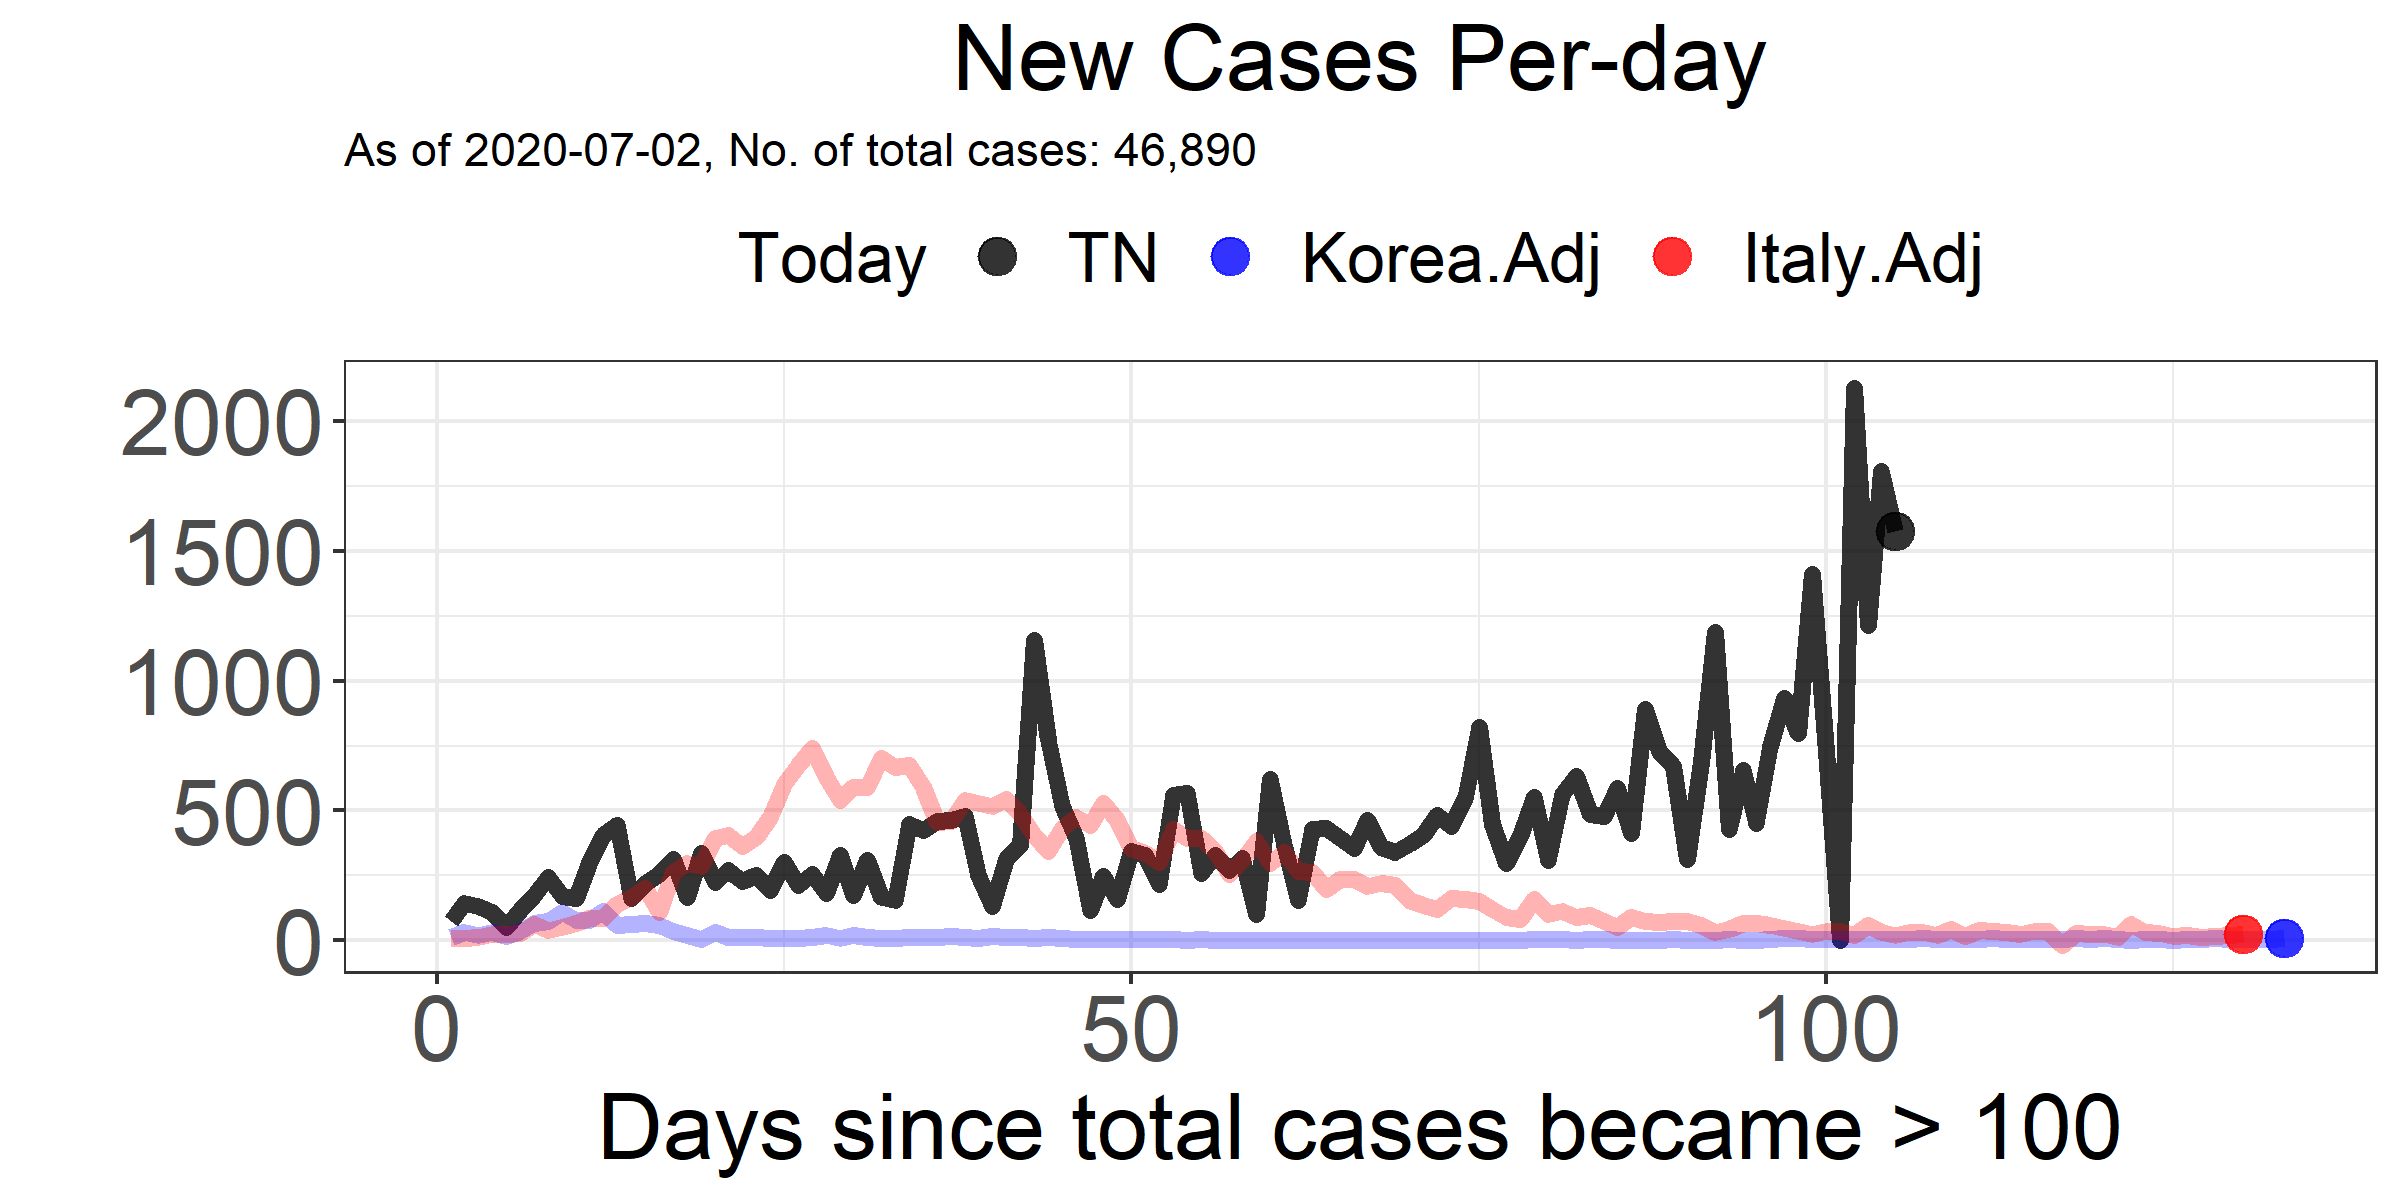 New Cases Per-day
As of 2020-07-02, No. of total cases: 46,890
Today TN Korea.Adj Italy.Adj
2000
1500
1000
500
0
0 50 100
Days since total cases became > 100